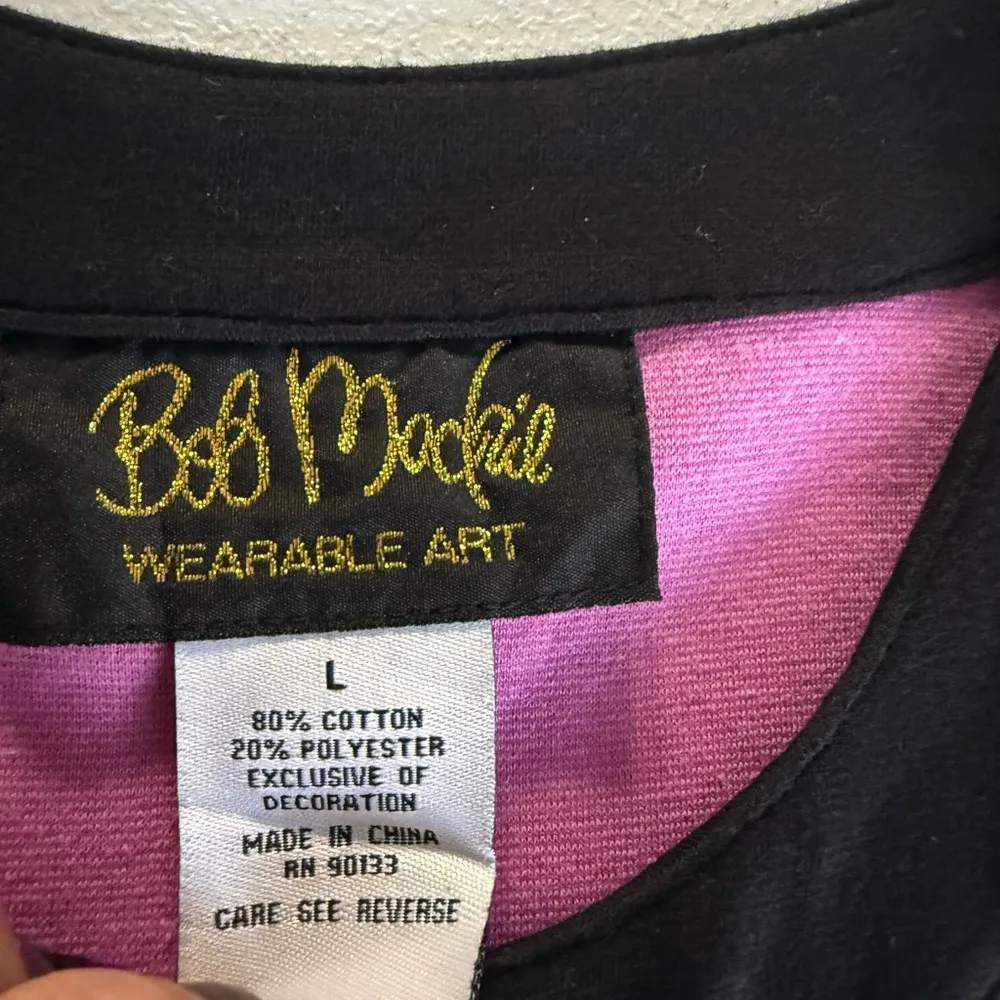 Bob Mackie
WEARABLE ART
L
80% COTTON
20% POLYESTER
EXCLUSIVE OF
DECORATION
MADE IN CHINA
RN 90133
CARE SEE REVERSE